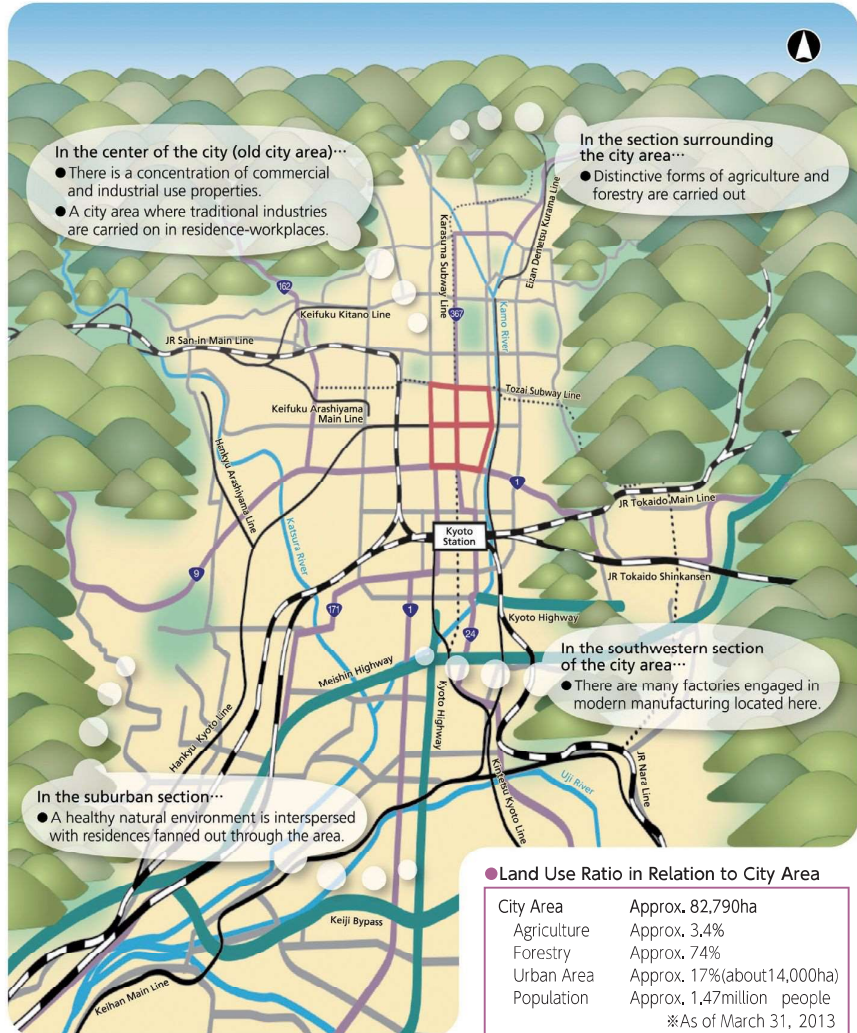 In the center of the city (old city area)…
● There is a concentration of commercial
and industrial use properties.
● A city area where traditional industries
are carried on in residence-workplaces.
In the section surrounding
the city area…
● Distinctive forms of agriculture and
forestry are carried out
Karasuma Subway Line
Eizan Demetsu Kurama Line
162
Keifuku Kitano Line
367
Kamo River
JR San-in Main Line
Keifuku Arashiyama
Main Line
Tozai Subway Line
Hankyu Arashiyama Line
Katsura River
1
JR Tokaido Main Line
Kyoto
Station
9
JR Tokaido Shinkansen
171
1
24
Kyoto Highway
Meishin Highway
Kyoto Highway
In the southwestern section
of the city area…
● There are many factories engaged in
modern manufacturing located here.
Hankyu Kyoto Line
Kintetsu Kyoto Line
Uji River
JR Nara Line
In the suburban section…
● A healthy natural environment is interspersed
with residences fanned out through the area.
Keiji Bypass
Keihan Main Line
●Land Use Ratio in Relation to City Area
City Area Approx. 82,790ha
Agriculture Approx. 3.4%
Forestry Approx. 74%
Urban Area Approx. 17%(about14,000ha)
Population Approx. 1.47million people
※As of March 31, 2013